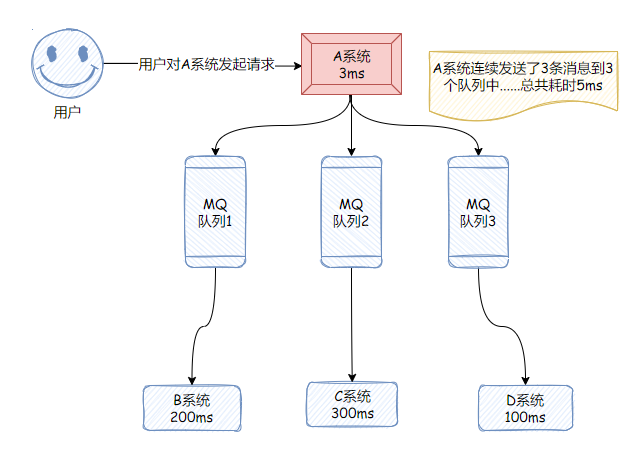 用户
用户对A系统发起请求
A系统
3ms
A系统连续发送了3条消息到3
个队列中......总共耗时5ms
MQ
队列1
MQ
队列2
MQ
队列3
B系统
200ms
C系统
300ms
D系统
100ms